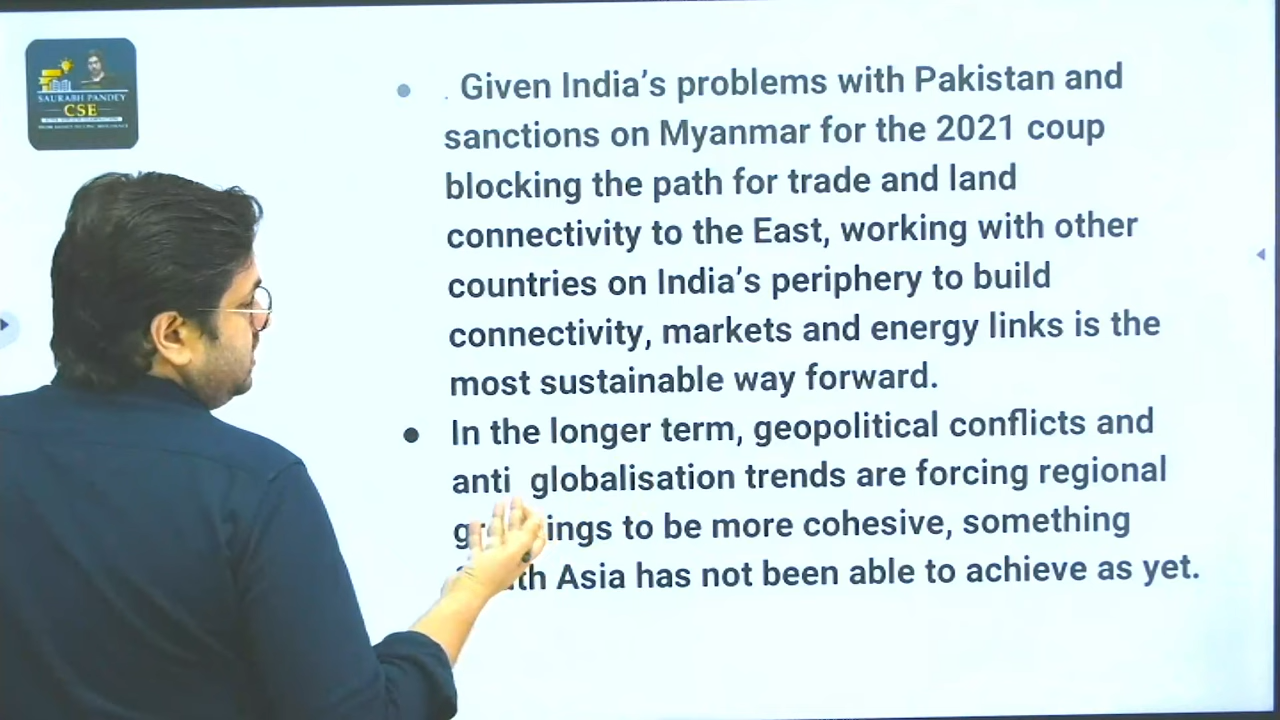 SAURABH PANDEY
CSE
. Given India's problems with Pakistan and
sanctions on Myanmar for the 2021 coup
blocking the path for trade and land
connectivity to the East, working with other
countries on India's periphery to build
connectivity, markets and energy links is the
most sustainable way forward.
In the longer term, geopolitical conflicts and
anti globalisation trends are forcing regional
to be more cohesive, something
Asia has not been able to achieve as yet.